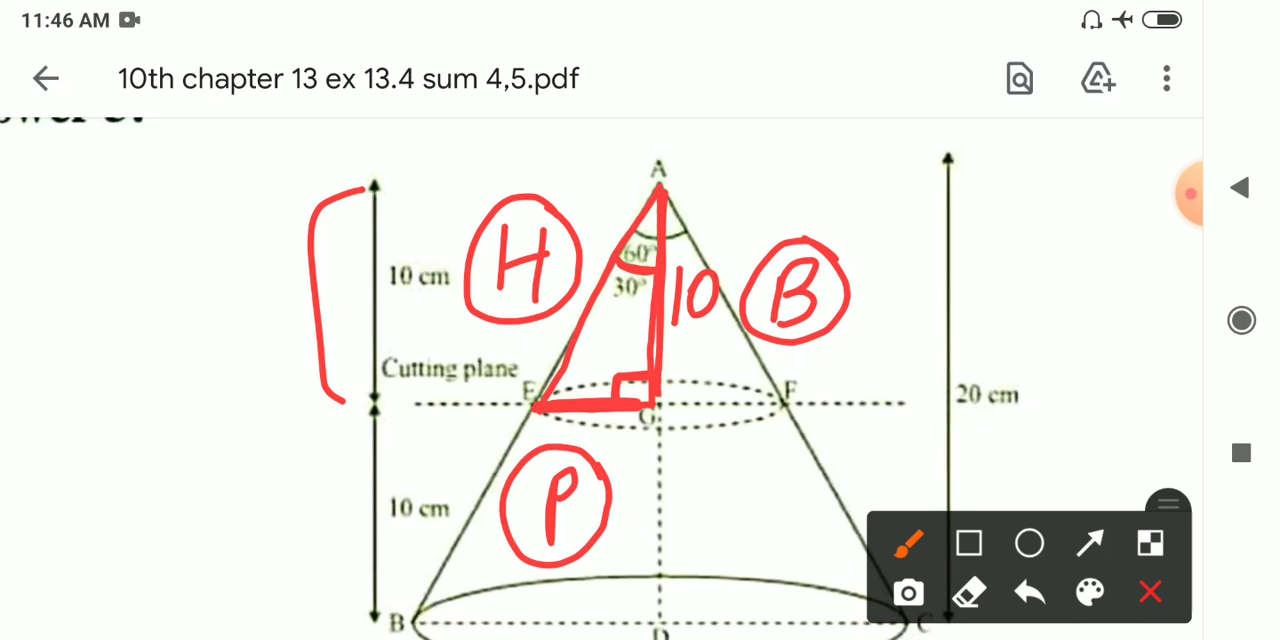 11:46 AM
10th chapter 13 ex 13.4 sum 4,5.pdf
A
H
60°
10 cm
30°
10
B
Cutting plane
E
F
20 cm
G
P
10 cm
B
C
D